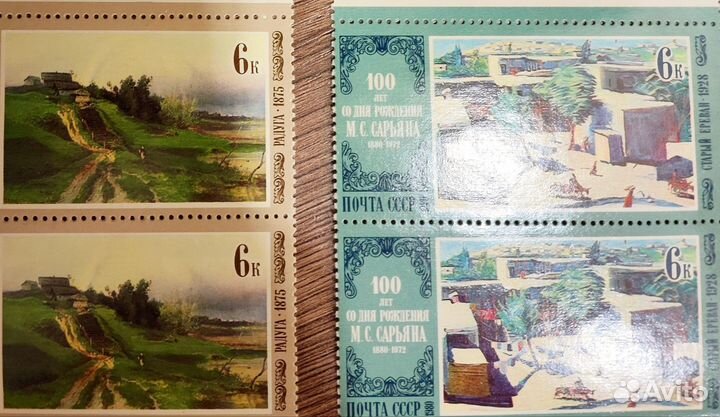 6к
РАДУГА · 1875
6к
РАДУГА · 1875
100
ЛЕТ
СО ДНЯ РОЖДЕНИЯ
М.С. САРЬЯНА
1880-1972
ПОЧТА СССР
6к
СТАРЫЙ ЕРЕВАН · 1928
100
ЛЕТ
СО ДНЯ РОЖДЕНИЯ
М.С. САРЬЯНА
1880-1972
ПОЧТА СССР
6к
СТАРЫЙ ЕРЕВАН · 1928
Avito